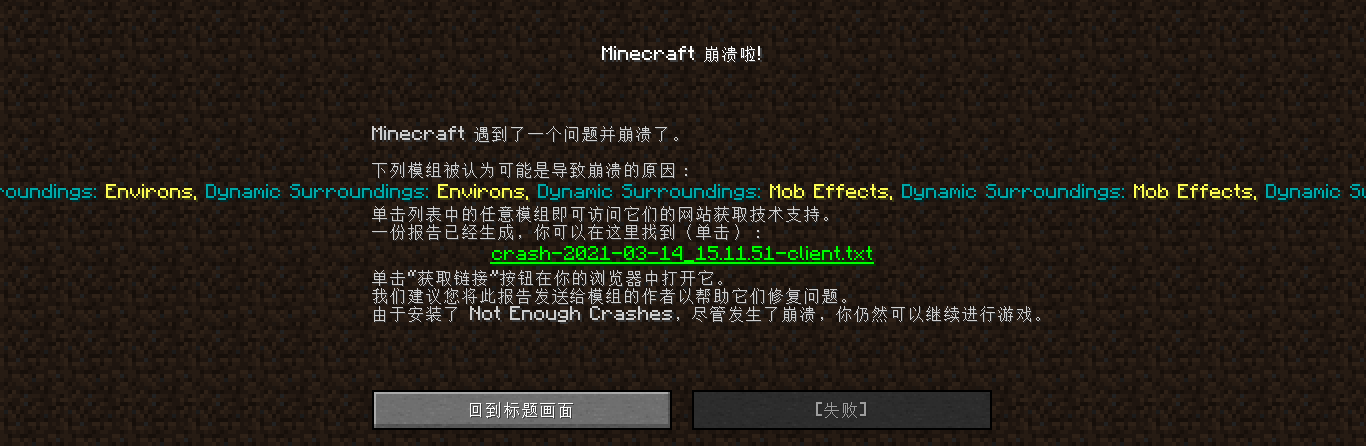 Minecraft 崩溃啦!
Minecraft 遇到了一个问题并崩溃了。
下列模组被认为可能是导致崩溃的原因：
roundings: Environs, Dynamic Surroundings: Environs, Dynamic Surroundings: Mob Effects, Dynamic Surroundings: Mob Effects, Dynamic Su
单击列表中的任意模组即可访问它们的网站获取技术支持。
一份报告已经生成，你可以在这里找到（单击）：
crash-2021-03-14_15.11.51-client.txt
单击“获取链接”按钮在你的浏览器中打开它。
我们建议您将此报告发送给模组的作者以帮助它们修复问题。
由于安装了 Not Enough Crashes，尽管发生了崩溃，你仍然可以继续进行游戏。
回到标题画面
[失败]